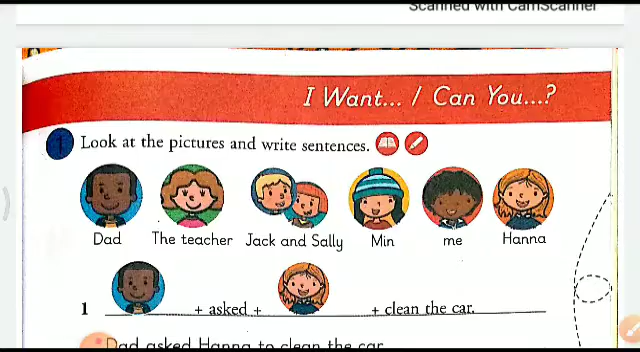 Scanned with CamScanner
I Want... / Can You...?
1 Look at the pictures and write sentences.
Dad The teacher Jack and Sally Min me Hanna
1 + asked + + clean the car.
Dad asked Hanna to clean the car